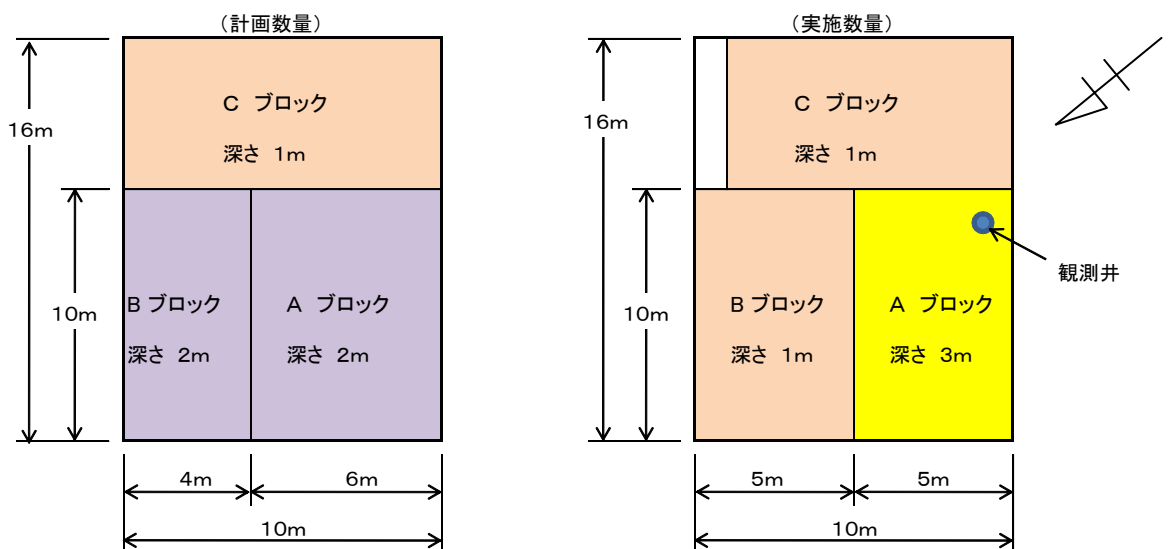 （計画数量）
C ブロック
深さ 1m
16m
10m
B ブロック
深さ 2m
A ブロック
深さ 2m
4m
6m
10m
（実施数量）
C ブロック
深さ 1m
16m
10m
B ブロック
深さ 1m
A ブロック
深さ 3m
観測井
5m
5m
10m